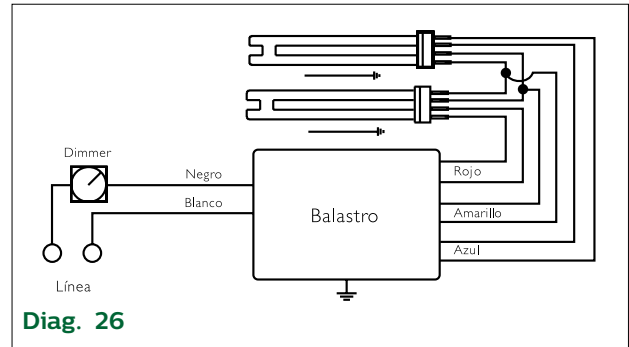 Dimmer
Negro
Blanco
Línea
Balastro
Rojo
Amarillo
Azul
Diag. 26